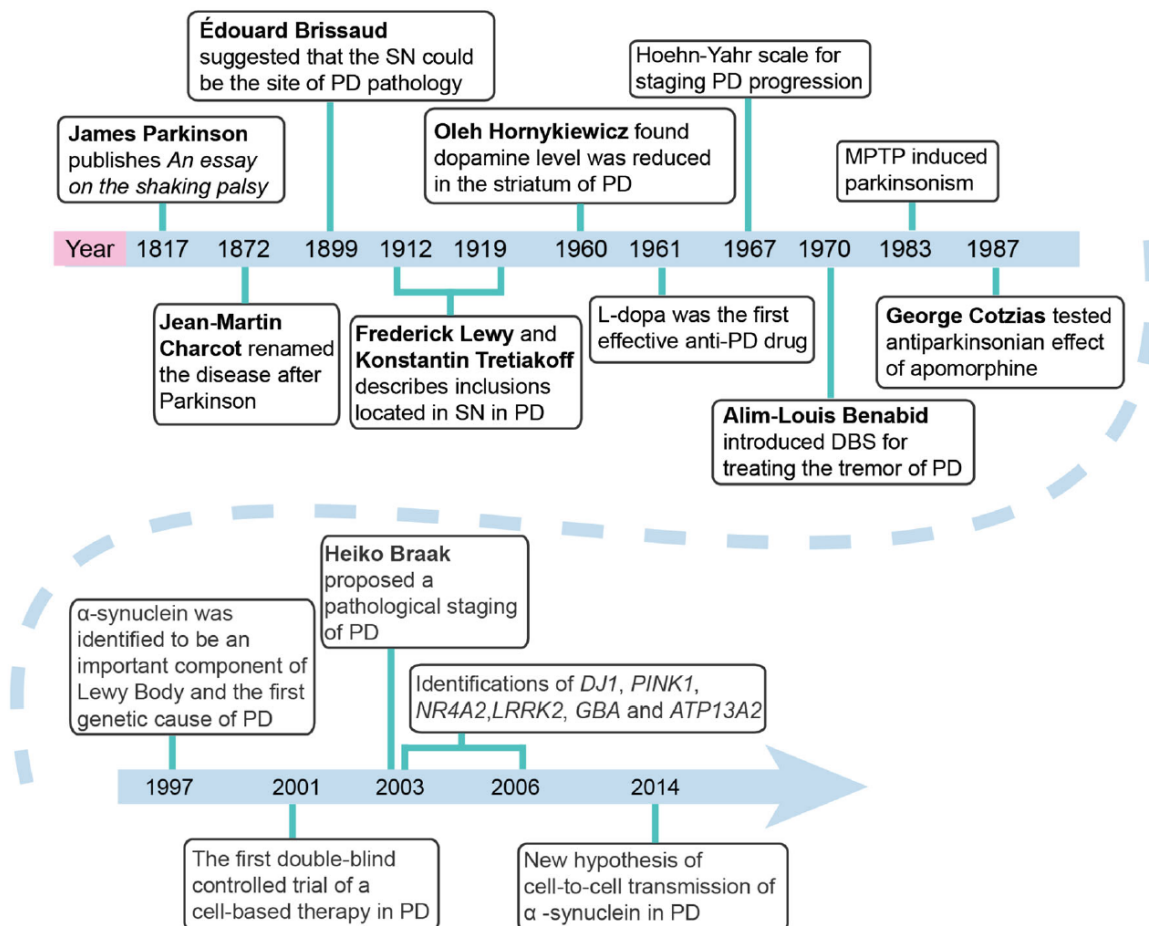 Édouard Brissaud
suggested that the SN could
be the site of PD pathology
Hoehn-Yahr scale for
staging PD progression
James Parkinson
publishes An essay
on the shaking palsy
Oleh Hornykiewicz found
dopamine level was reduced
in the striatum of PD
MPTP induced
parkinsonism
Year 1817 1872 1899 1912 1919 1960 1961 1967 1970 1983 1987
Jean-Martin
Charcot renamed
the disease after
Parkinson
Frederick Lewy and
Konstantin Tretiakoff
describes inclusions
located in SN in PD
L-dopa was the first
effective anti-PD drug
George Cotzias tested
antiparkinsonian effect
of apomorphine
Alim-Louis Benabid
introduced DBS for
treating the tremor of PD
Heiko Braak
proposed a
pathological staging
of PD
α-synuclein was
identified to be an
important component of
Lewy Body and the first
genetic cause of PD
Identifications of DJ1, PINK1,
NR4A2,LRRK2, GBA and ATP13A2
1997 2001 2003 2006 2014
The first double-blind
controlled trial of a
cell-based therapy in PD
New hypothesis of
cell-to-cell transmission of
α -synuclein in PD